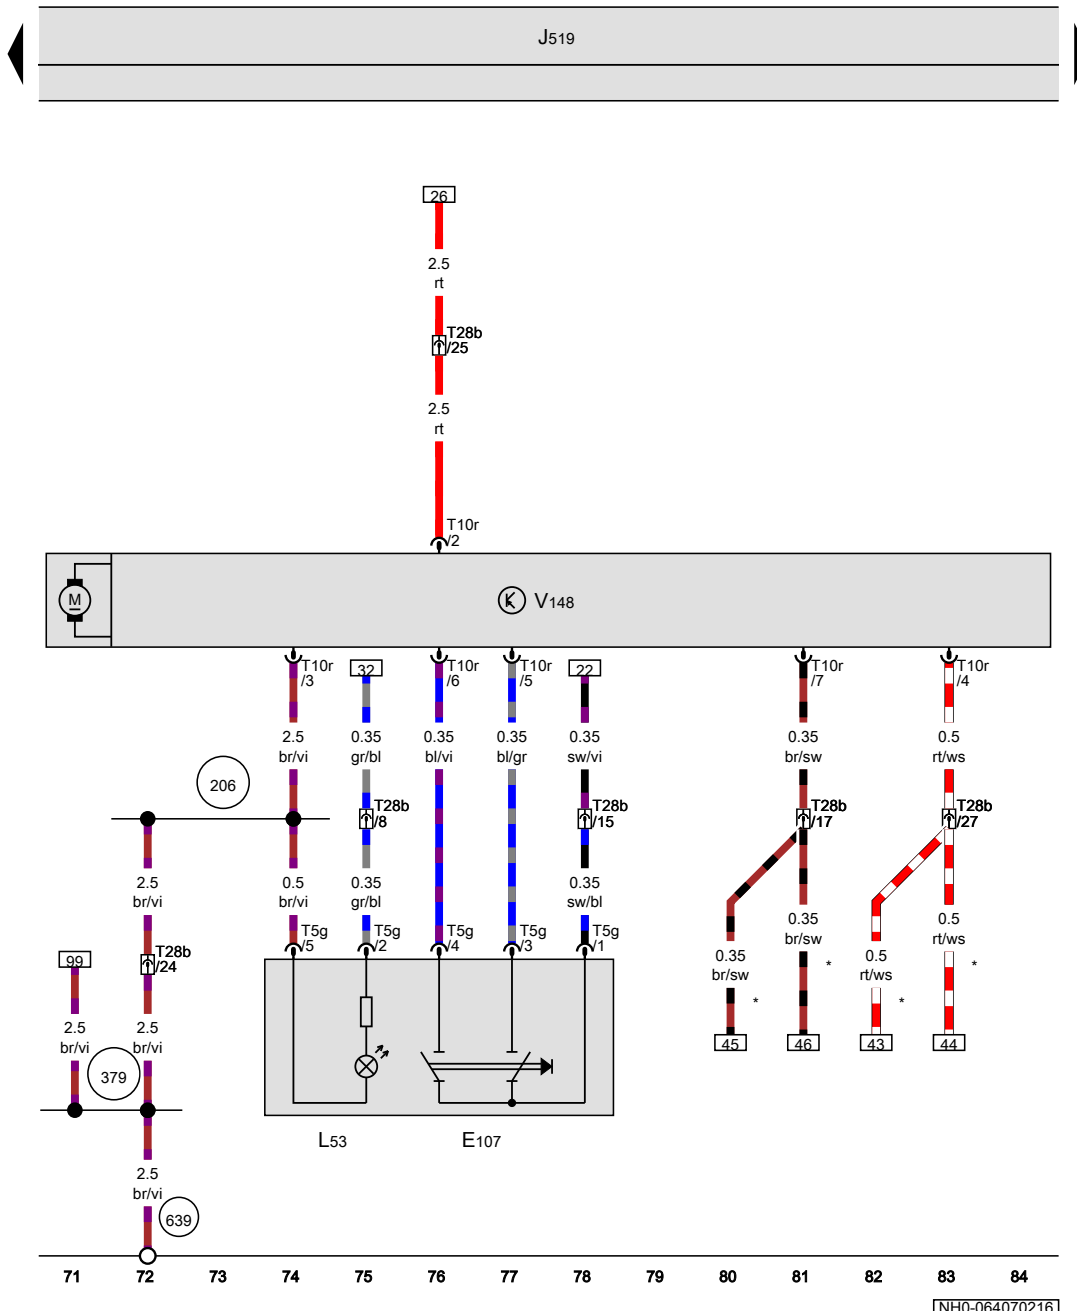 J519
26
2.5
rt
T28b
/25
2.5
rt
T10r
/2
M
V148
T10r
/3
32
T10r
/6
T10r
/5
22
T10r
/7
T10r
/4
2.5
br/vi
0.35
gr/bl
0.35
bl/vi
0.35
bl/gr
0.35
sw/vi
0.35
br/sw
0.5
rt/ws
206
T28b
/8
T28b
/15
T28b
/17
T28b
/27
2.5
br/vi
0.5
br/vi
0.35
gr/bl
0.35
sw/bl
0.35
br/sw
*
0.5
rt/ws
*
T28b
/24
T5g
/5
T5g
/2
T5g
/4
T5g
/3
T5g
/1
99
0.35
br/sw
*
0.5
rt/ws
*
2.5
br/vi
2.5
br/vi
45
46
43
44
379
L53
E107
2.5
br/vi
639
71 72 73 74 75 76 77 78 79 80 81 82 83 84
NH0-064070216